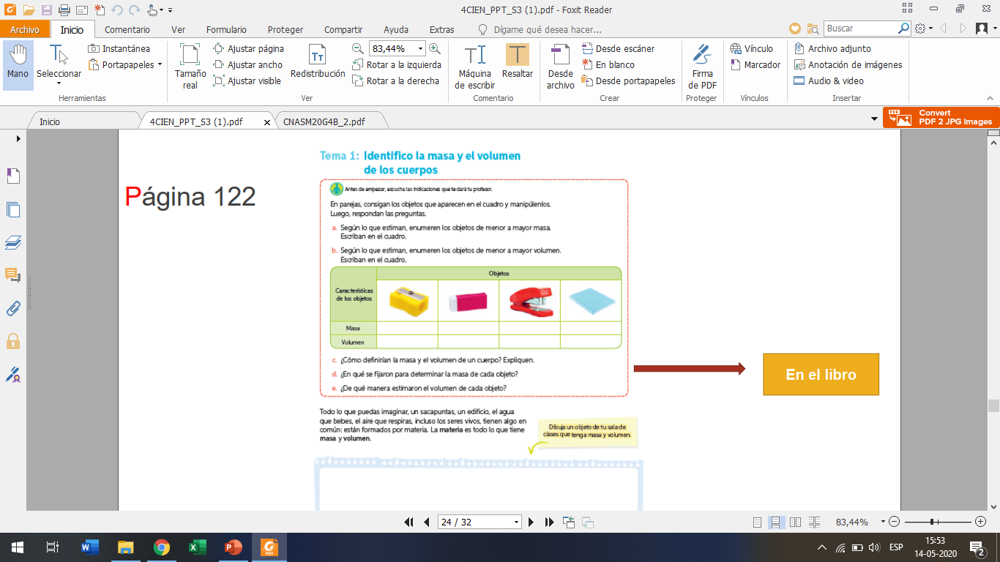 4CIEN_PPT_S3 (1).pdf - Foxit Reader
Archivo Inicio Comentario Ver Formulario Proteger Compartir Ayuda Extras Dígame qué desea hacer... Buscar
Mano
Seleccionar
Instantánea
Portapapeles
Herramientas
Tamaño real
Ajustar página
Ajustar ancho
Ajustar visible
Redistribución
83,44%
Rotar a la izquierda
Rotar a la derecha
Ver
Máquina de escribir
Resaltar
Comentario
Desde archivo
Desde escáner
En blanco
Desde portapapeles
Crear
Firma de PDF
Proteger
Vínculo
Marcador
Vínculos
Archivo adjunto
Anotación de imágenes
Audio & video
Insertar
Inicio 4CIEN_PPT_S3 (1).pdf CNASM20G4B_2.pdf
PDF
Convert
PDF 2 JPG Images
Página 122
Tema 1: Identifico la masa y el volumen
de los cuerpos
Antes de empezar, escucha las indicaciones que te dará tu profesor.
En parejas, consigan los objetos que aparecen en el cuadro y manipúlenlos.
Luego, respondan las preguntas.
a. Según lo que estiman, enumeren los objetos de menor a mayor masa.
Escriban en el cuadro.
b. Según lo que estiman, enumeren los objetos de menor a mayor volumen.
Escriban en el cuadro.
Características
de los objetos
Objetos
Masa
Volumen
c. ¿Cómo definirían la masa y el volumen de un cuerpo? Expliquen.
d. ¿En qué se fijaron para determinar la masa de cada objeto?
e. ¿De qué manera estimaron el volumen de cada objeto?
En el libro
Todo lo que puedas imaginar, un sacapuntas, un edificio, el agua
que bebes, el aire que respiras, incluso los seres vivos, tienen algo en
común: están formados por materia. La materia es todo lo que tiene
masa y volumen.
Dibuja un objeto de tu sala de
clases que tenga masa y volumen.
24 / 32
83,44%
ESP
15:53
14-05-2020
2